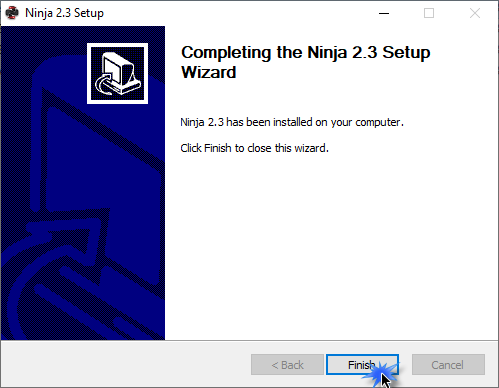 Ninja 2.3 Setup
Completing the Ninja 2.3 Setup
Wizard
Ninja 2.3 has been installed on your computer.
Click Finish to close this wizard.
< Back
Finish
Cancel